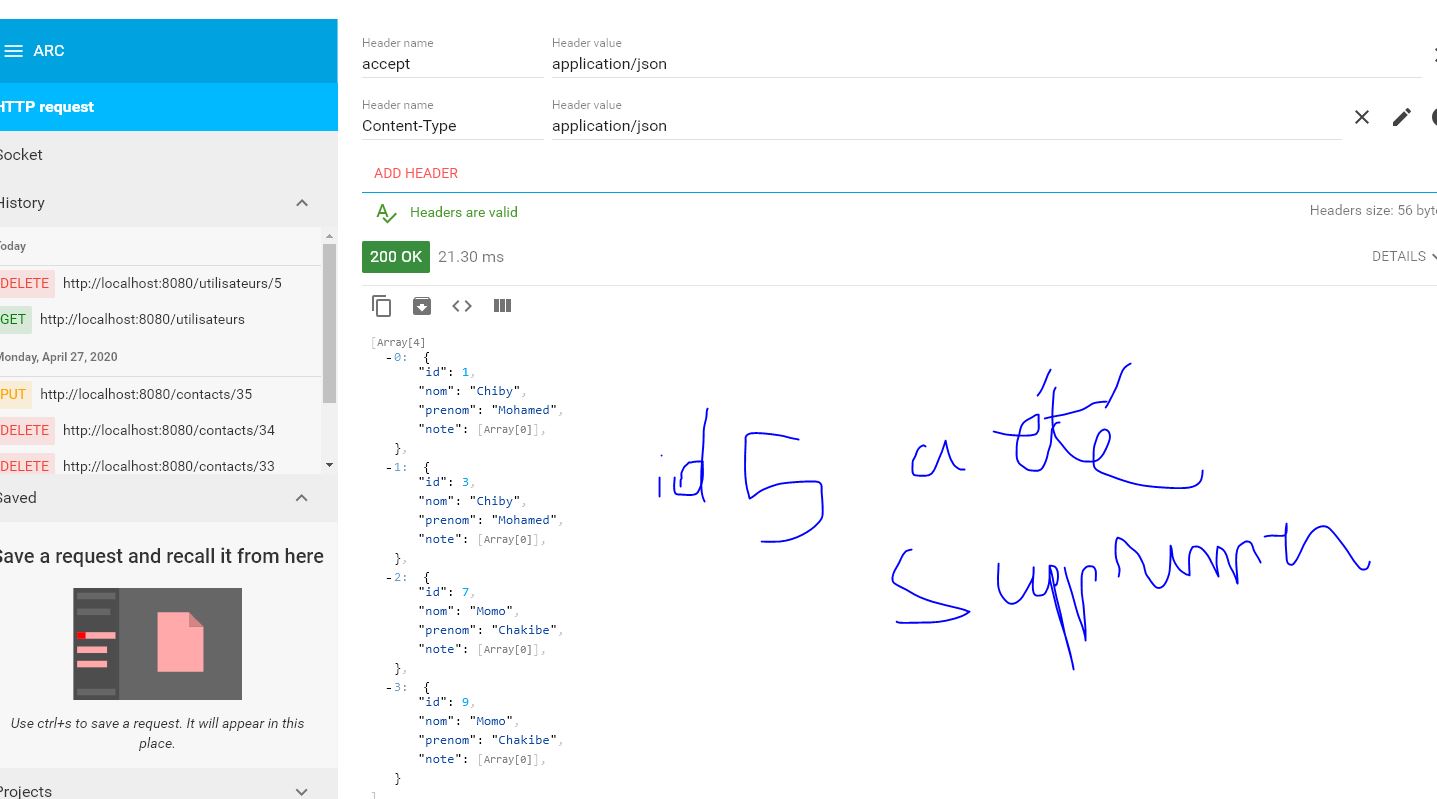 ARC
HTTP request
Socket
History
Today
DELETE http://localhost:8080/utilisateurs/5
GET http://localhost:8080/utilisateurs
Monday, April 27, 2020
PUT http://localhost:8080/contacts/35
DELETE http://localhost:8080/contacts/34
DELETE http://localhost:8080/contacts/33
Saved
Save a request and recall it from here
Use ctrl+s to save a request. It will appear in this
place.
Projects
Header name Header value
accept application/json
Header name Header value
Content-Type application/json
ADD HEADER
Headers are valid Headers size: 56 byte
200 OK 21.30 ms DETAILS
[Array[4]
-0: {
"id": 1,
"nom": "Chiby",
"prenom": "Mohamed",
"note": [Array[0]],
},
-1: {
"id": 3,
"nom": "Chiby",
"prenom": "Mohamed",
"note": [Array[0]],
},
-2: {
"id": 7,
"nom": "Momo",
"prenom": "Chakibe",
"note": [Array[0]],
},
-3: {
"id": 9,
"nom": "Momo",
"prenom": "Chakibe",
"note": [Array[0]],
}
]
id 5 a été